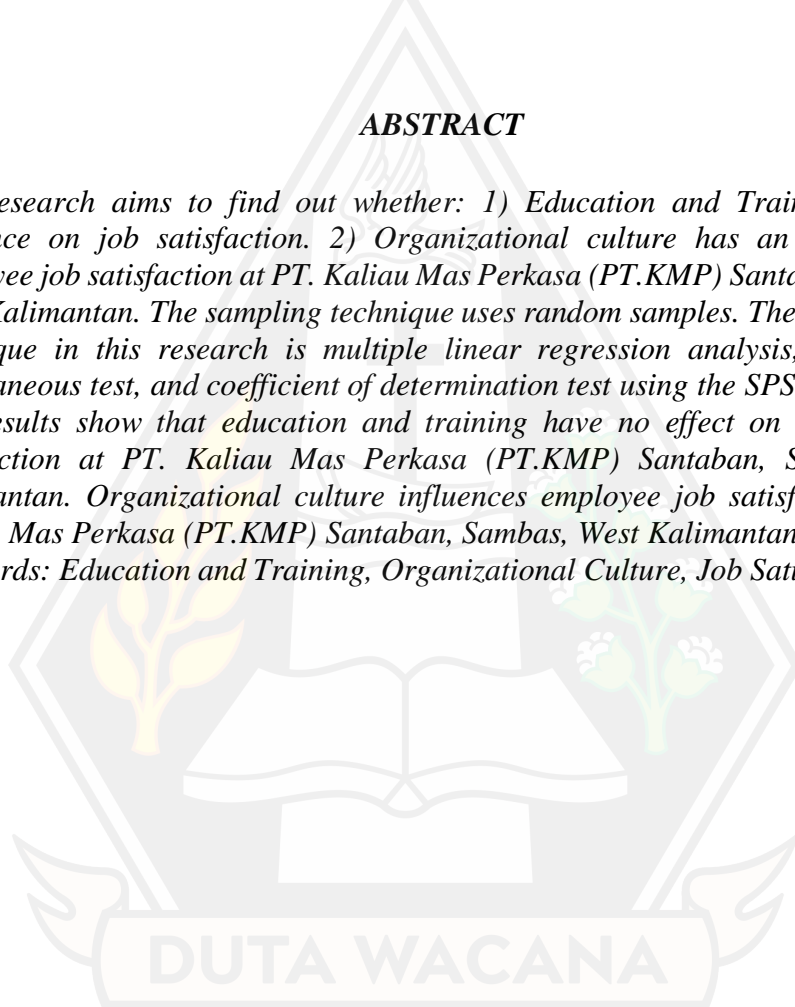 ABSTRACT
esearch aims to find out whether: 1) Education and Train
nce on job satisfaction. 2) Organizational culture has an
yee job satisfaction at PT. Kaliau Mas Perkasa (PT.KMP) Santa
Kalimantan. The sampling technique uses random samples. The
que in this research is multiple linear regression analysis,
aneous test, and coefficient of determination test using the SPS
esults show that education and training have no effect on
ction at PT. Kaliau Mas Perkasa (PT.KMP) Santaban, S
antan. Organizational culture influences employee job satisf
Mas Perkasa (PT.KMP) Santaban, Sambas, West Kalimantan
rds: Education and Training, Organizational Culture, Job Sati
DUTA WACANA